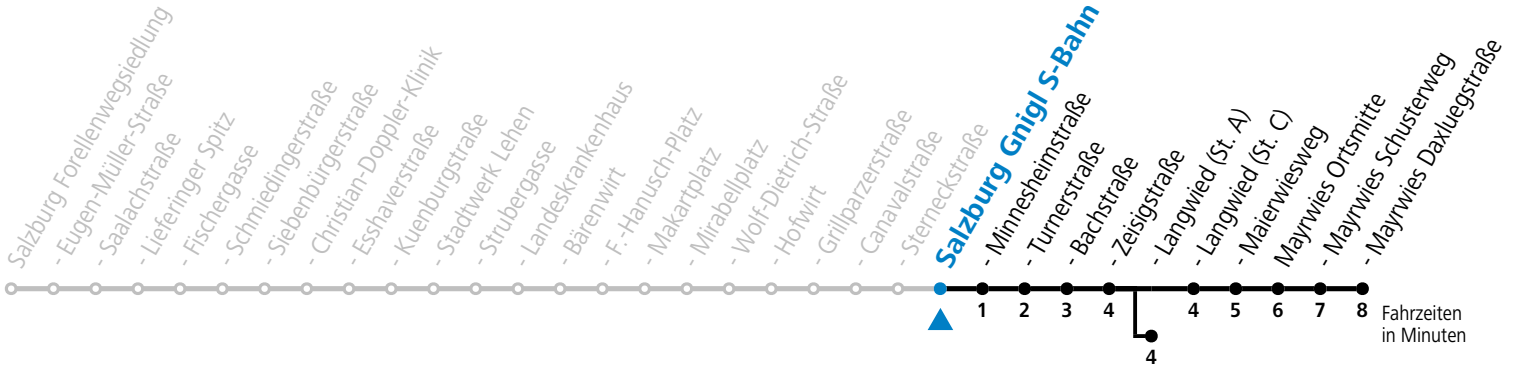 Salzburg Forellenwegsiedlung
- Eugen-Müller-Straße
- Saalachstraße
- Lieferinger Spitz
- Fischergasse
- Schmiedingerstraße
- Siebenbürgerstraße
- Christian-Doppler-Klinik
- Esshaverstraße
- Kuenburgstraße
- Stadtwerk Lehen
- Strubergasse
- Landeskrankenhaus
- Bärenwirt
- F.-Hanusch-Platz
- Makartplatz
- Mirabellplatz
- Wolf-Dietrich-Straße
- Hofwirt
- Grillparzerstraße
- Canavalstraße
- Sterneckstraße
Salzburg Gnigl S-Bahn
- Minnesheimstraße
- Turnerstraße
- Bachstraße
- Zeisigstraße
- Langwied (St. A)
- Langwied (St. C)
- Maierwiesweg
Mayrwies Ortsmitte
- Mayrwies Schusterweg
- Mayrwies Daxluegstraße
1 2 3 4 4 5 6 7 8 Fahrzeiten
in Minuten
4